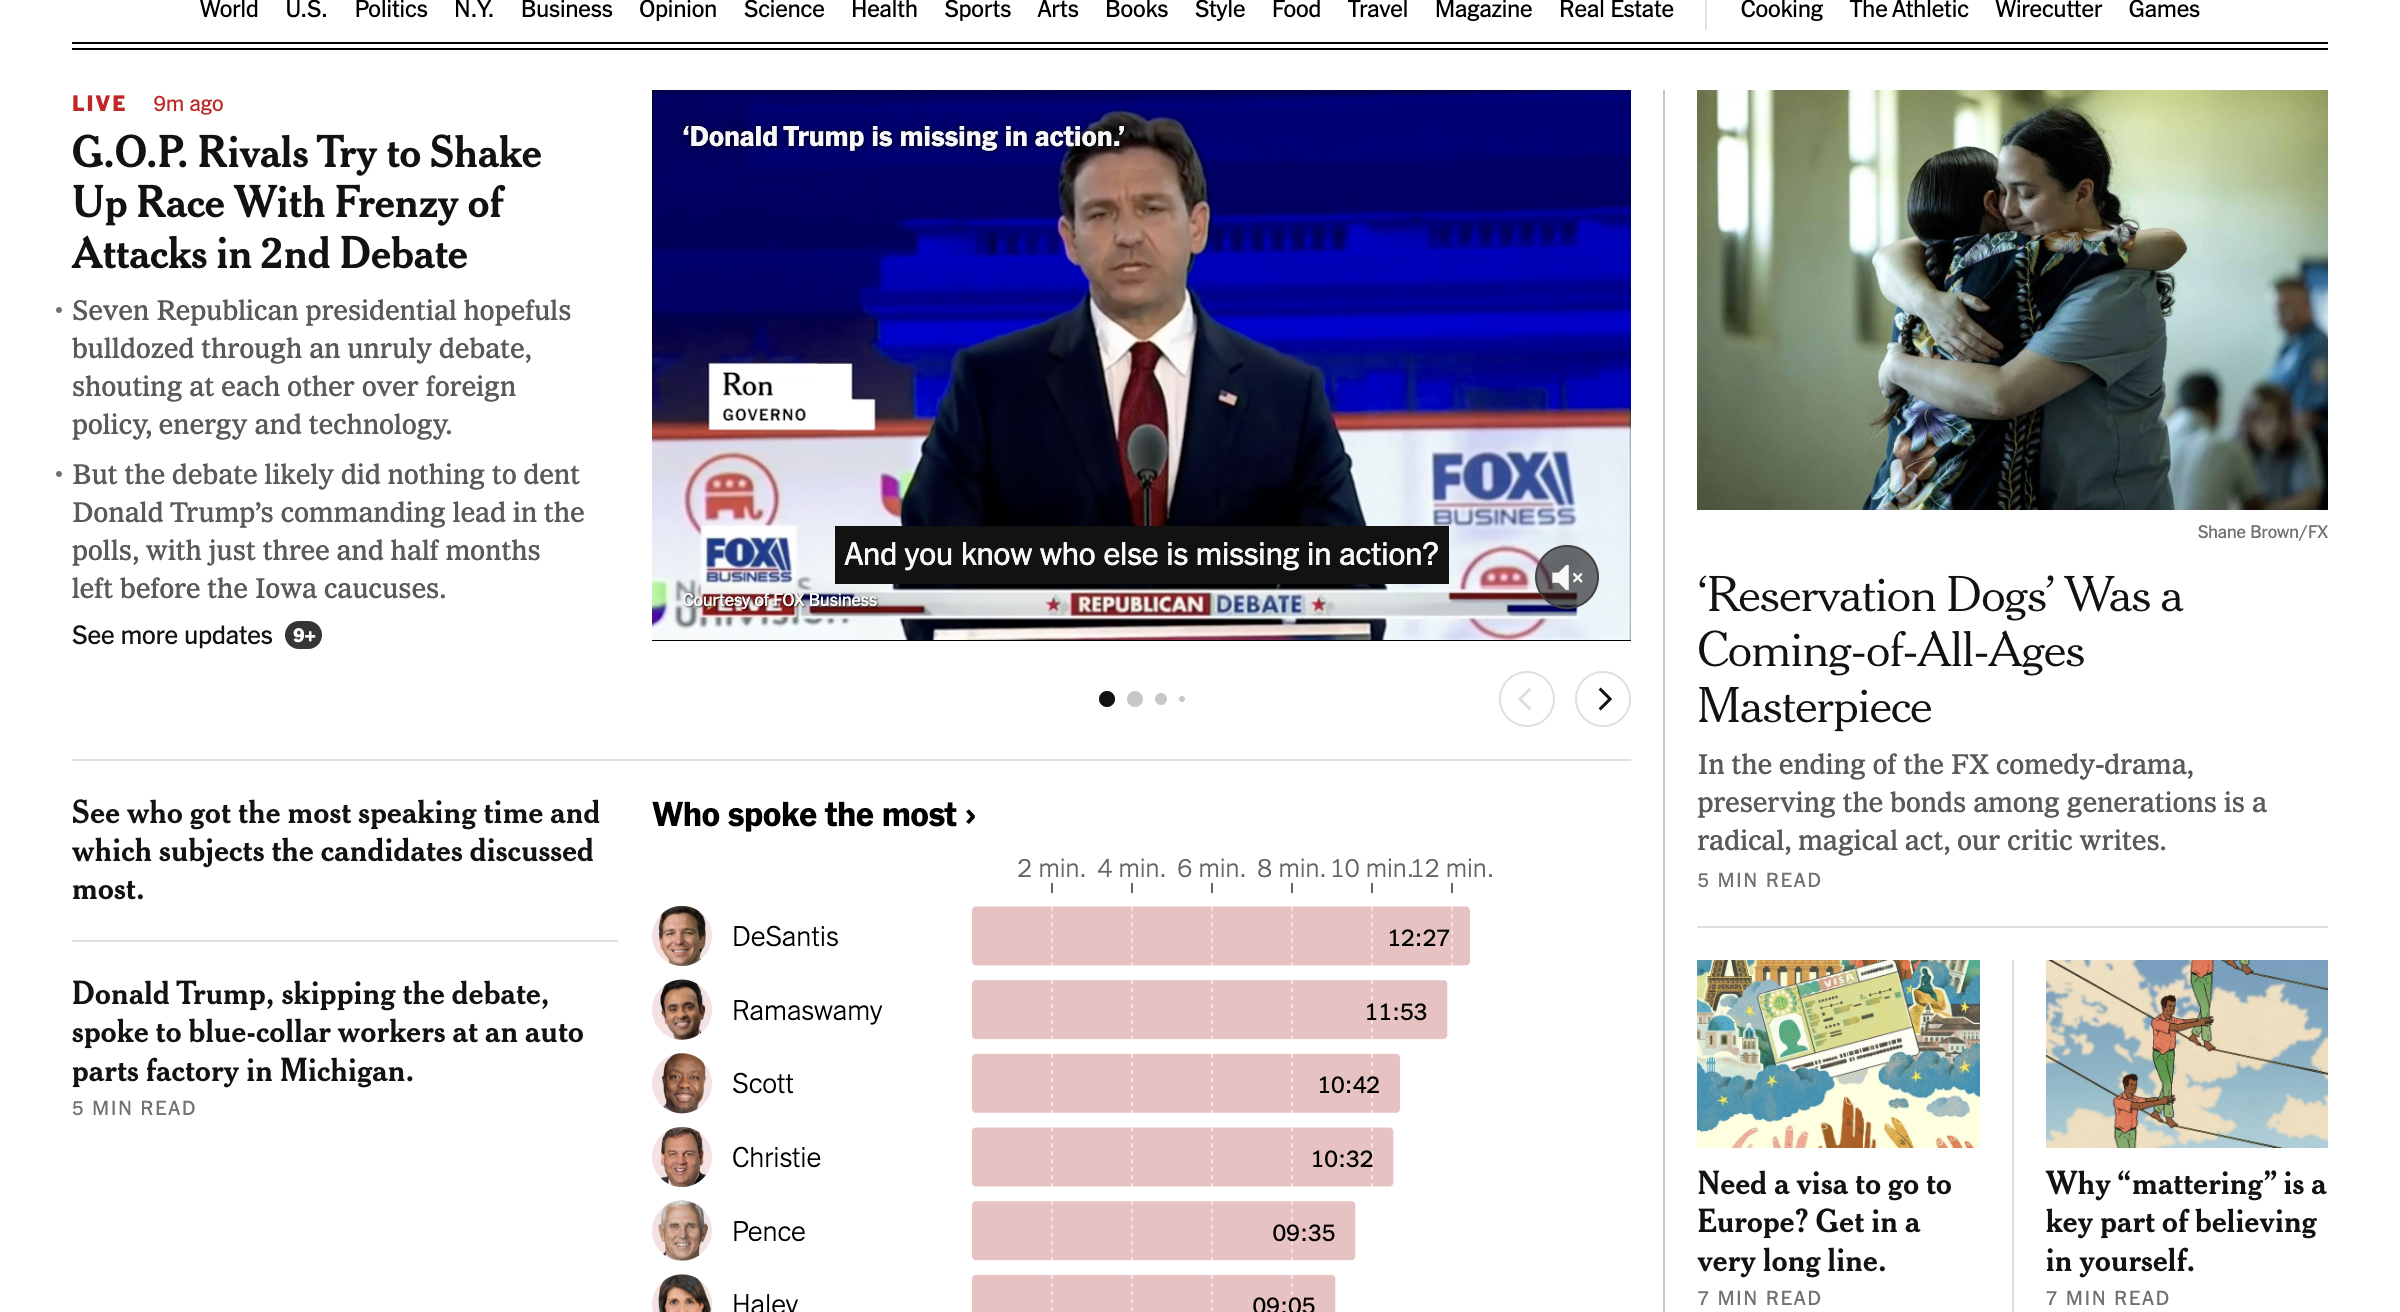 World U.S. Politics N.Y. Business Opinion Science Health Sports Arts Books Style Food Travel Magazine Real Estate Cooking The Athletic Wirecutter Games
LIVE 9m ago
G.O.P. Rivals Try to Shake
Up Race With Frenzy of
Attacks in 2nd Debate
• Seven Republican presidential hopefuls
bulldozed through an unruly debate,
shouting at each other over foreign
policy, energy and technology.
• But the debate likely did nothing to dent
Donald Trump’s commanding lead in the
polls, with just three and half months
left before the Iowa caucuses.
See more updates 9+
‘Donald Trump is missing in action.’
Ron
GOVERNO
FOX
BUSINESS
FOX
BUSINESS
And you know who else is missing in action?
Courtesy of FOX Business
LIVE
UNIVISION
★ REPUBLICAN DEBATE ★
See who got the most speaking time and
which subjects the candidates discussed
most.
Donald Trump, skipping the debate,
spoke to blue-collar workers at an auto
parts factory in Michigan.
5 MIN READ
Who spoke the most ›
2 min. 4 min. 6 min. 8 min. 10 min. 12 min.
DeSantis 12:27
Ramaswamy 11:53
Scott 10:42
Christie 10:32
Pence 09:35
Haley 09:05
Shane Brown/FX
‘Reservation Dogs’ Was a
Coming-of-All-Ages
Masterpiece
In the ending of the FX comedy-drama,
preserving the bonds among generations is a
radical, magical act, our critic writes.
5 MIN READ
VISA
Need a visa to go to
Europe? Get in a
very long line.
7 MIN READ
Why “mattering” is a
key part of believing
in yourself.
7 MIN READ